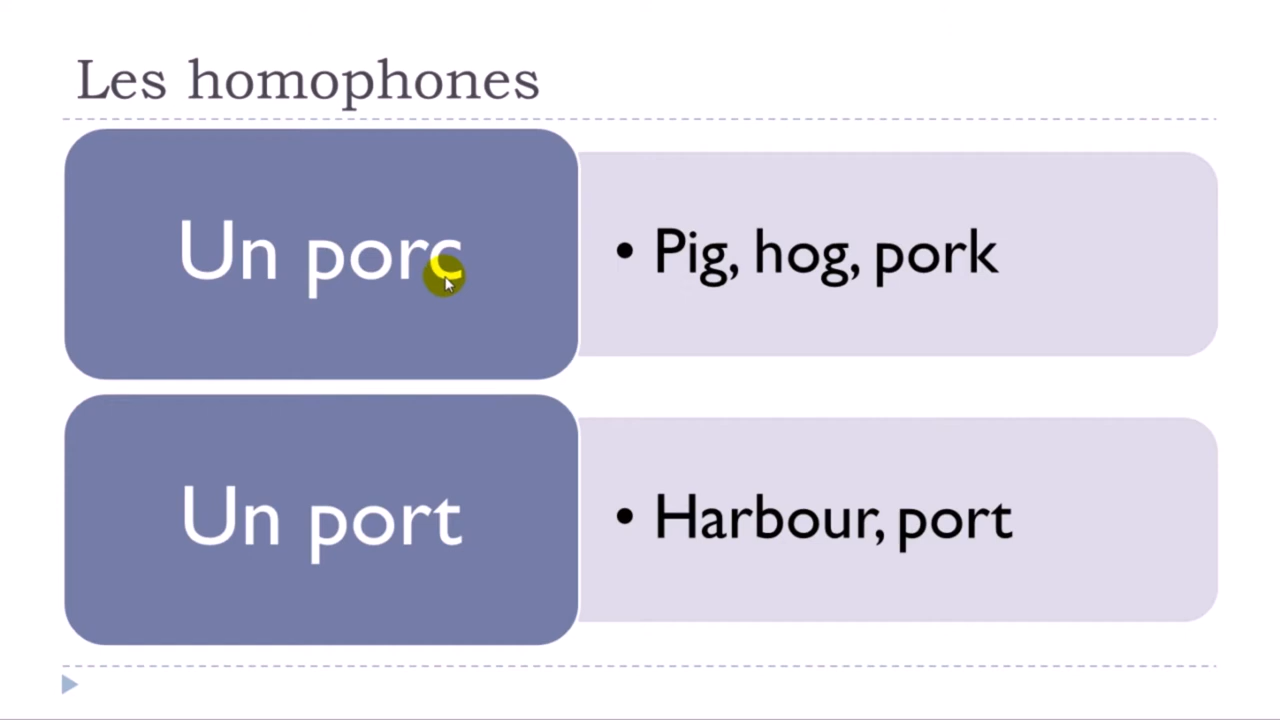 Les homophones
Un porc
• Pig, hog, pork
Un port
• Harbour, port